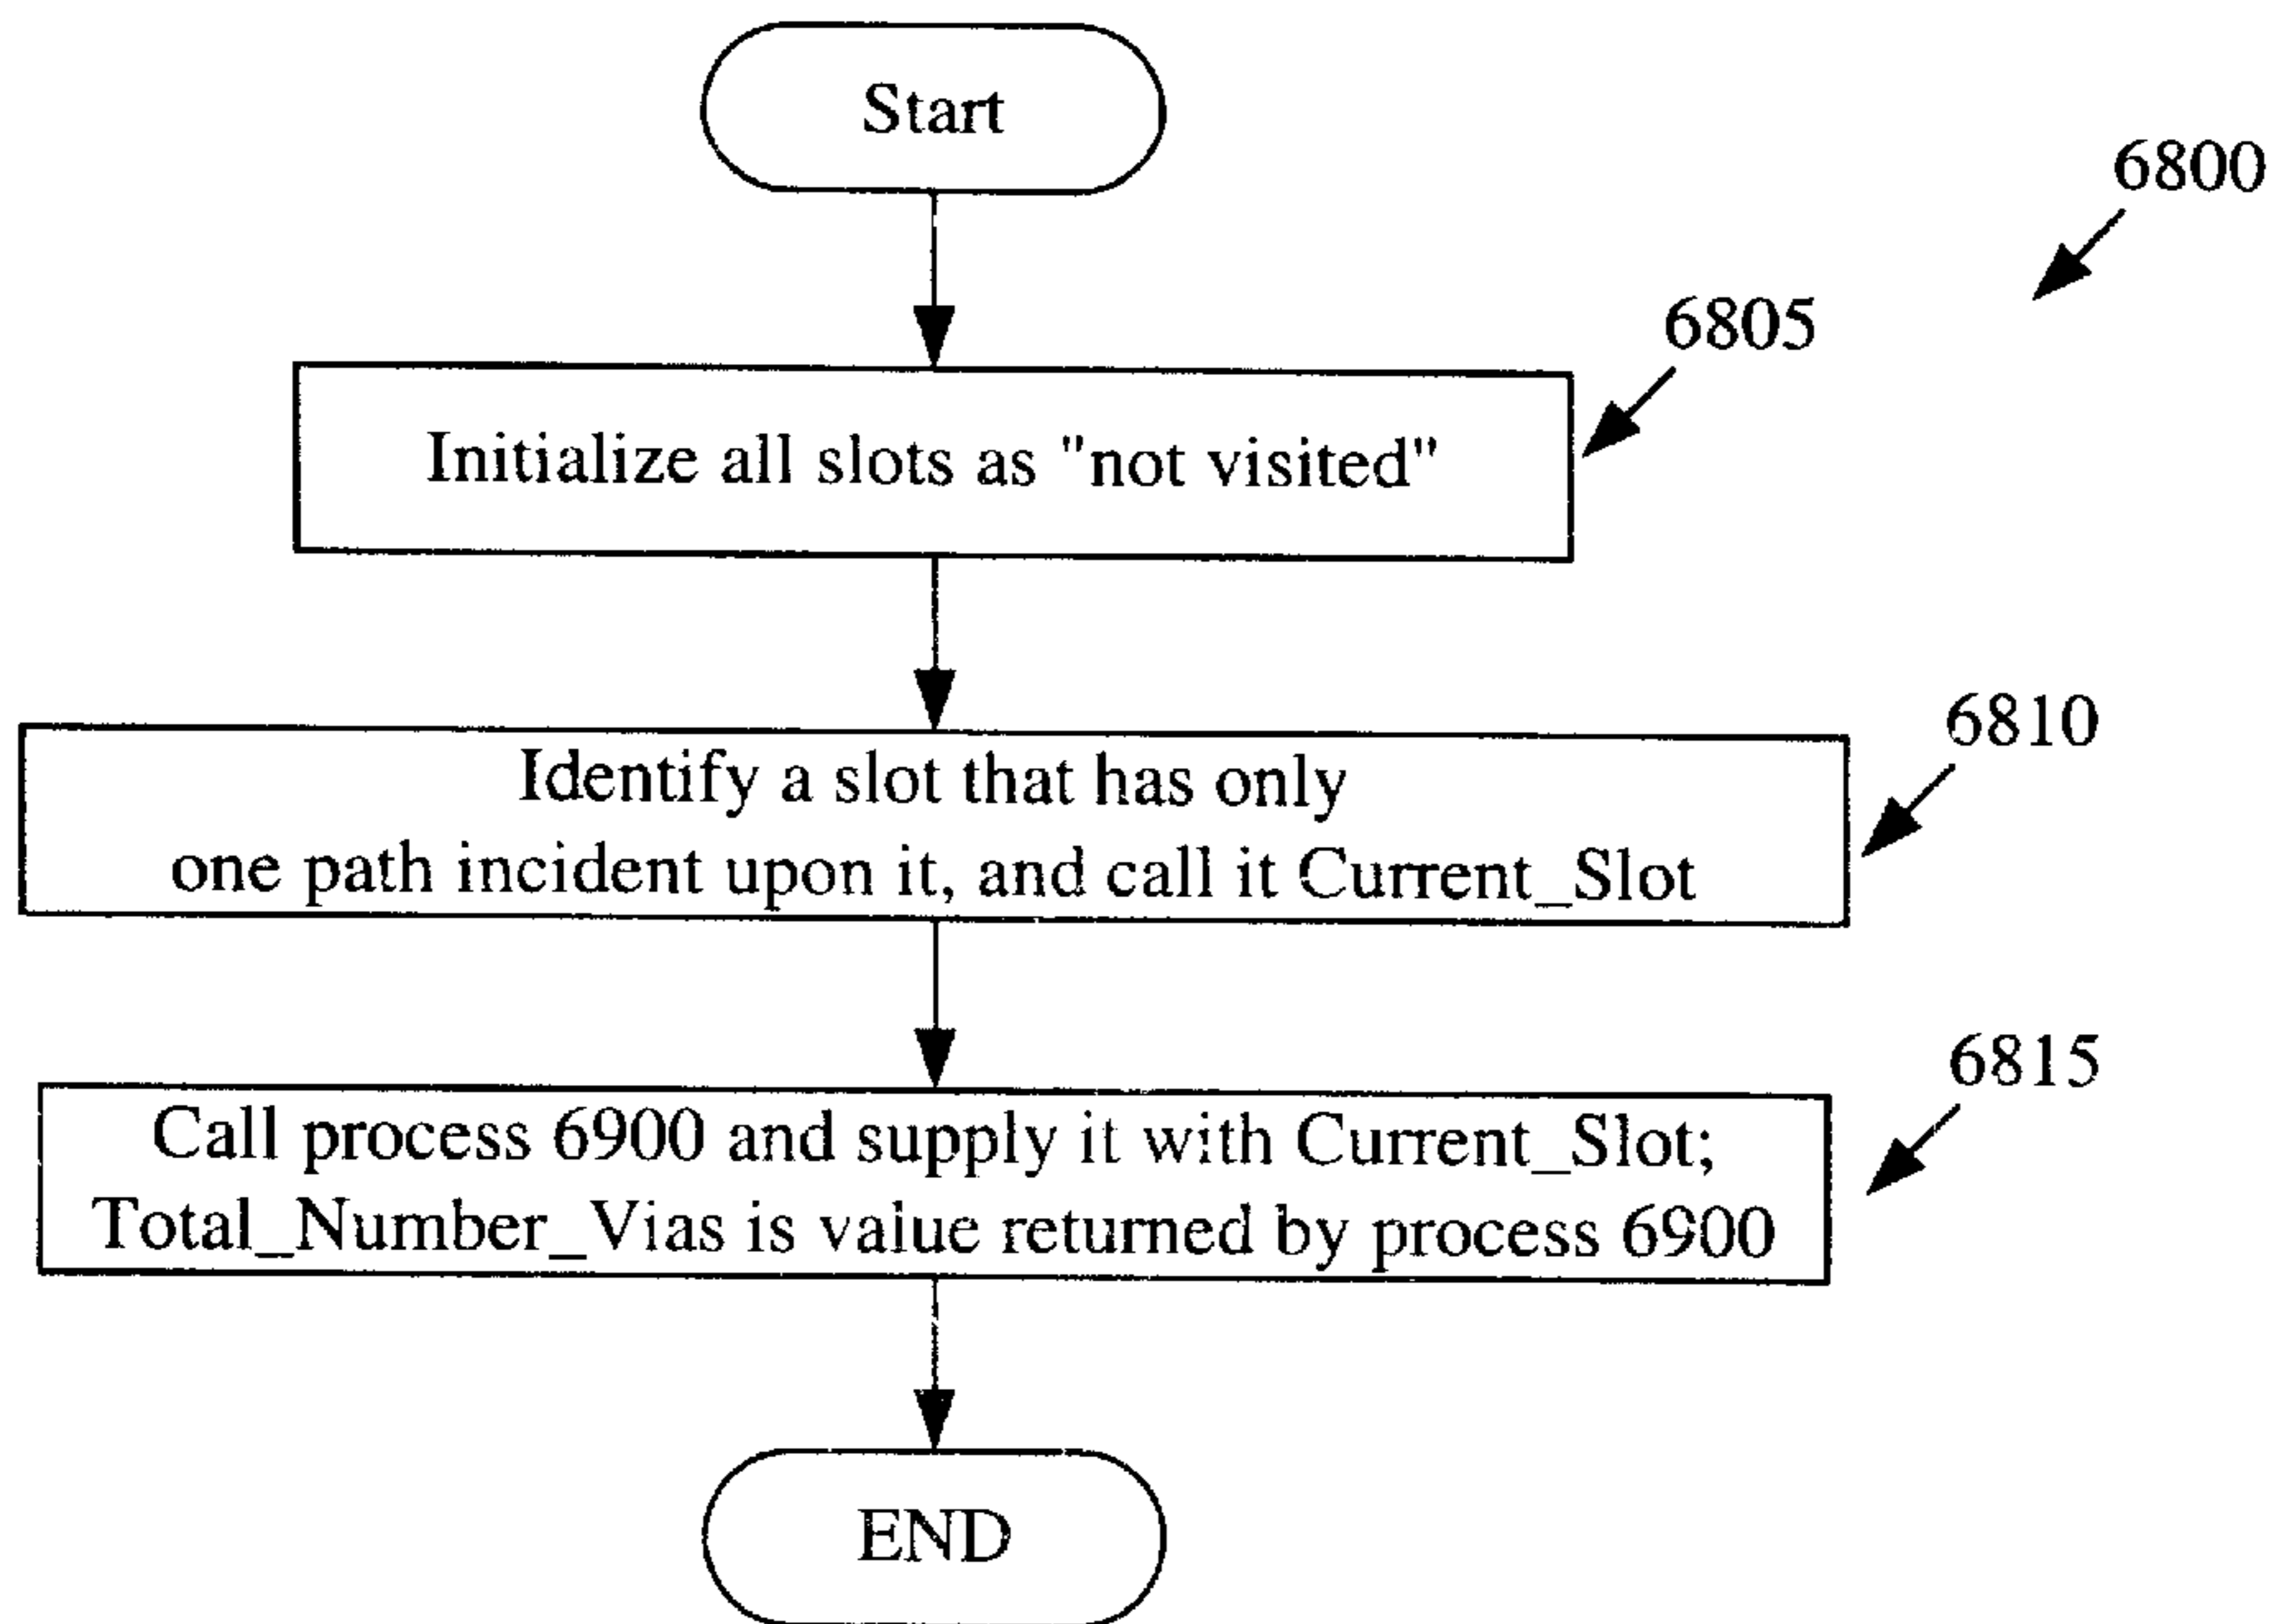 Start
6800
6805
Initialize all slots as "not visited"
6810
Identify a slot that has only
one path incident upon it, and call it Current_Slot
6815
Call process 6900 and supply it with Current_Slot;
Total_Number_Vias is value returned by process 6900
END